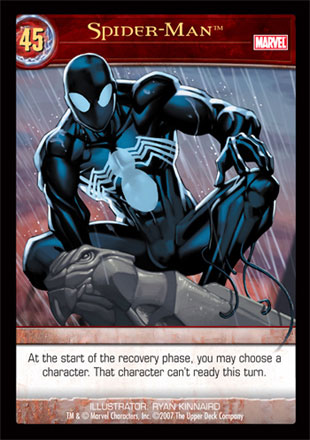 45
SPIDER-MAN™
MARVEL
At the start of the recovery phase, you may choose a
character. That character can't ready this turn.
ILLUSTRATOR: RYAN KINNAIRD
TM & © Marvel Characters, Inc. ©2007 The Upper Deck Company